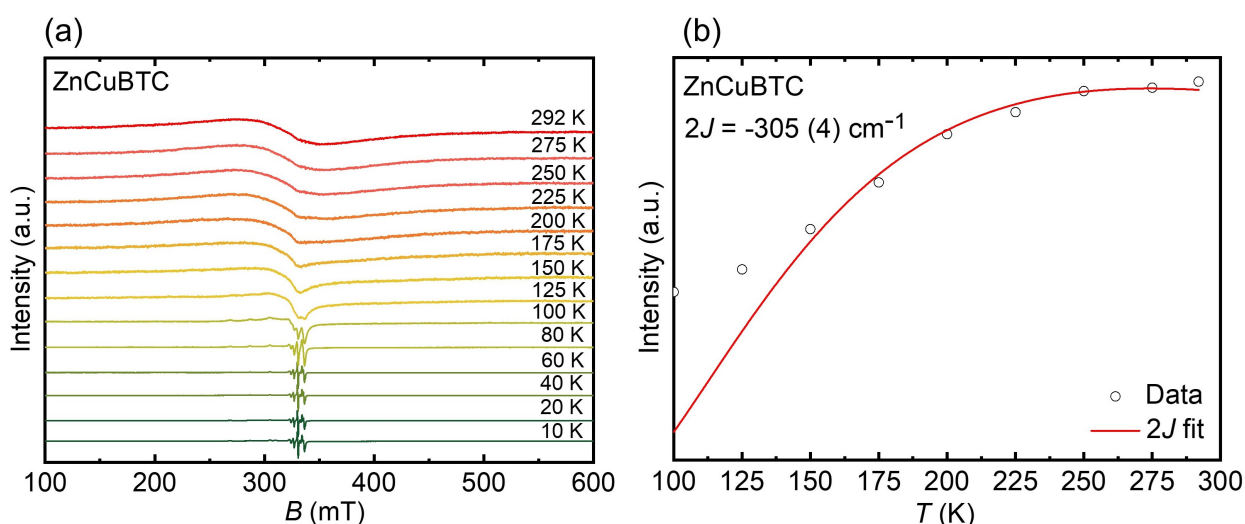 (a)
ZnCuBTC
292 K
275 K
250 K
225 K
200 K
175 K
150 K
125 K
100 K
80 K
60 K
40 K
20 K
10 K
Intensity (a.u.)
100 200 300 400 500 600
B (mT)
(b)
ZnCuBTC
2J = -305 (4) cm⁻¹
Intensity (a.u.)
Data
2J fit
100 125 150 175 200 225 250 275 300
T (K)